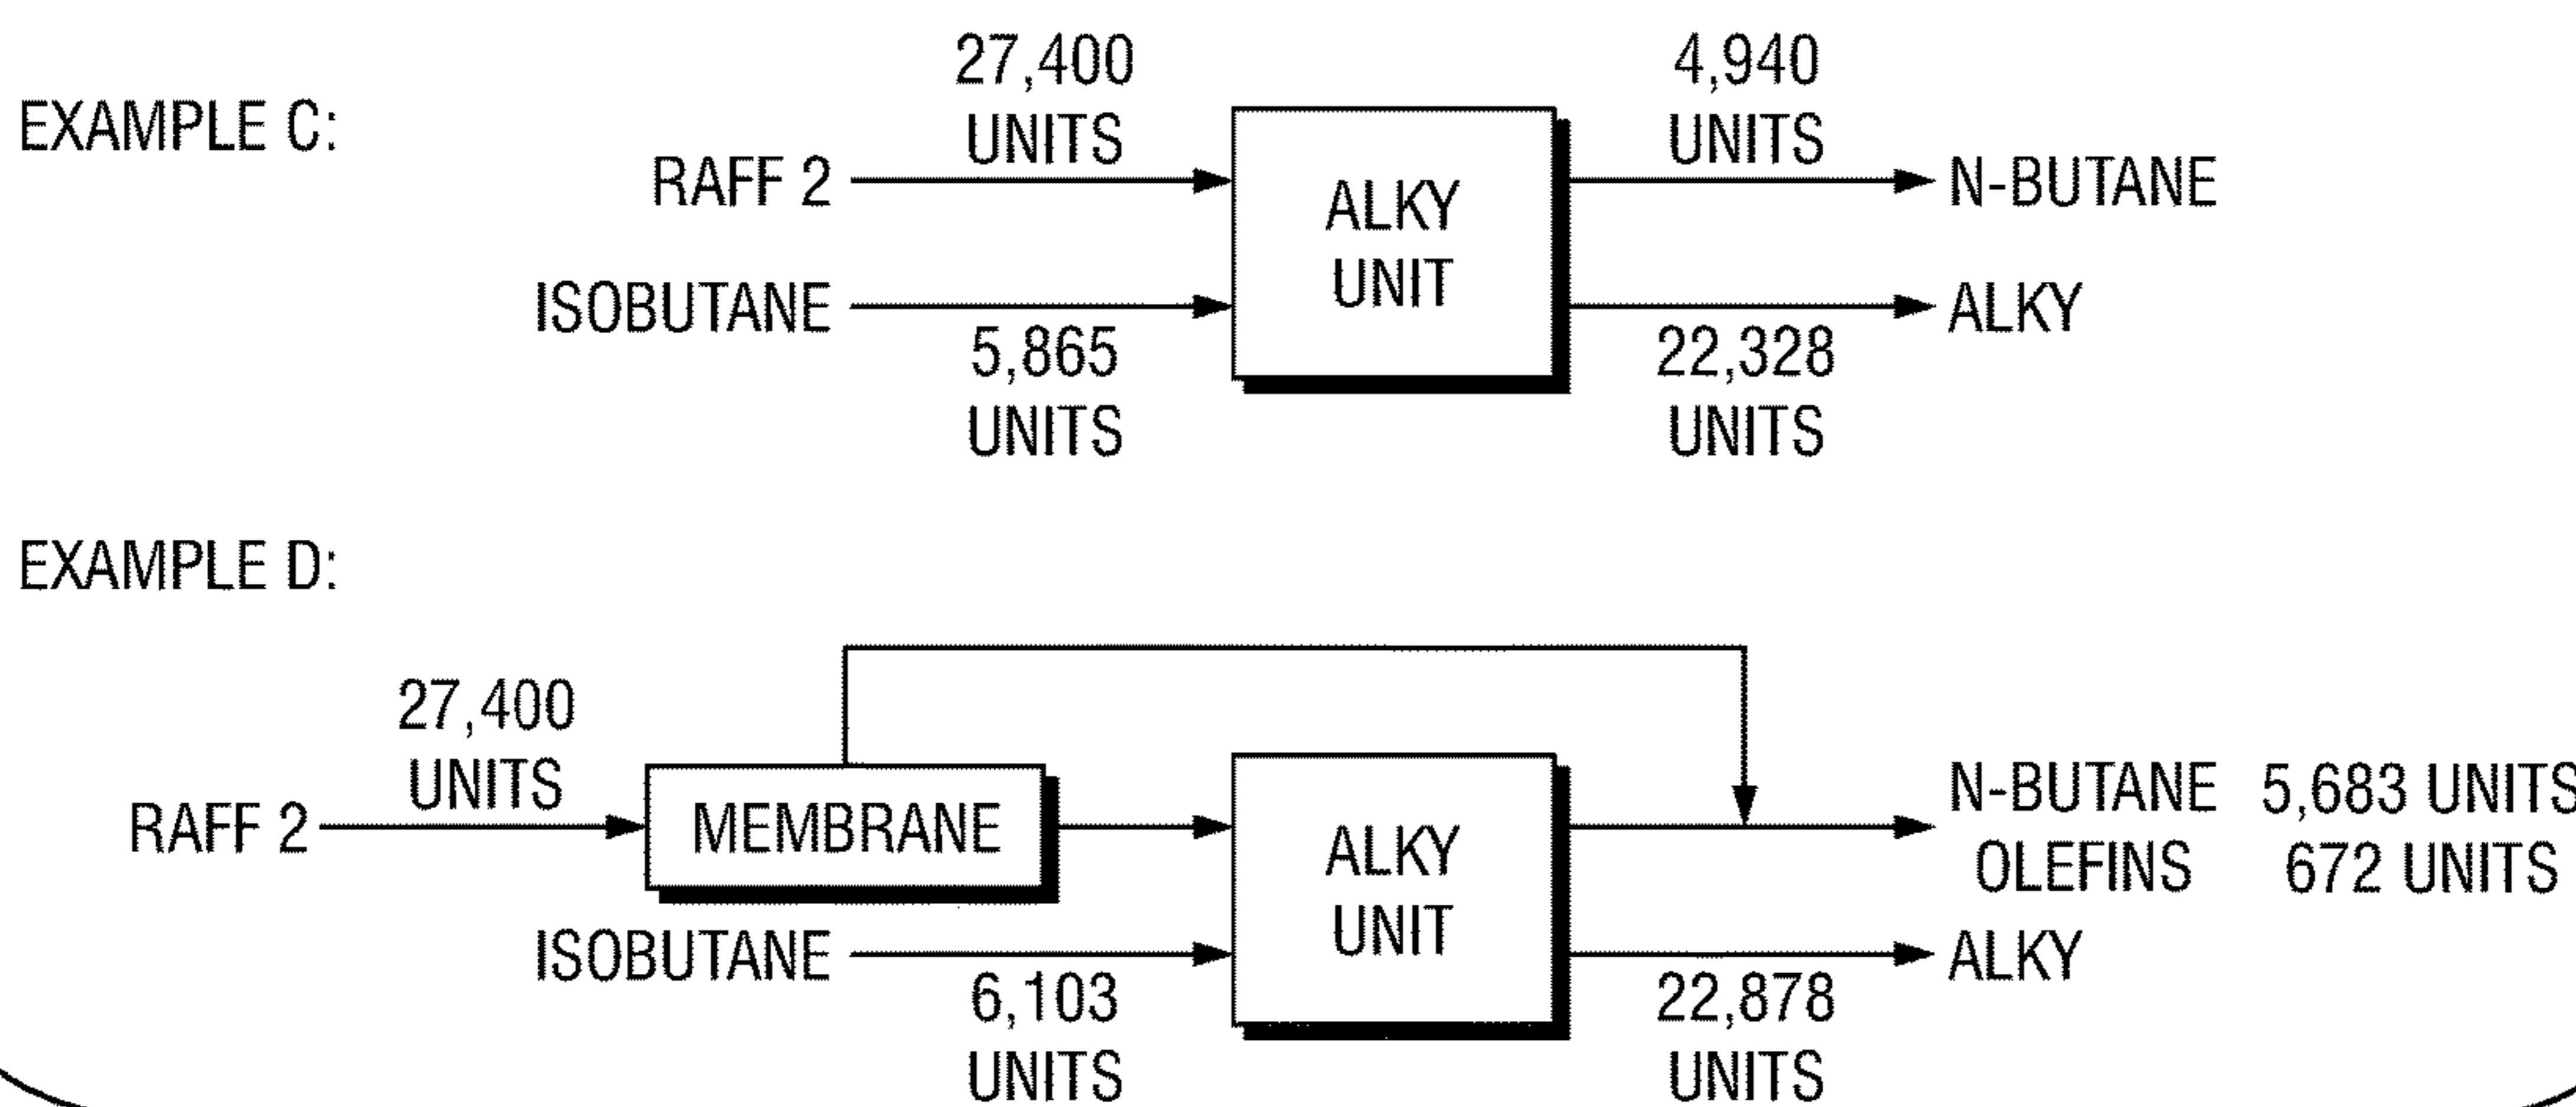 EXAMPLE C:
27,400
UNITS
4,940
UNITS
RAFF 2
N-BUTANE
ALKY
UNIT
ISOBUTANE
ALKY
5,865
UNITS
22,328
UNITS
EXAMPLE D:
27,400
UNITS
RAFF 2
MEMBRANE
ALKY
UNIT
N-BUTANE 5,683 UNITS
OLEFINS 672 UNITS
ISOBUTANE
ALKY
6,103
UNITS
22,878
UNITS